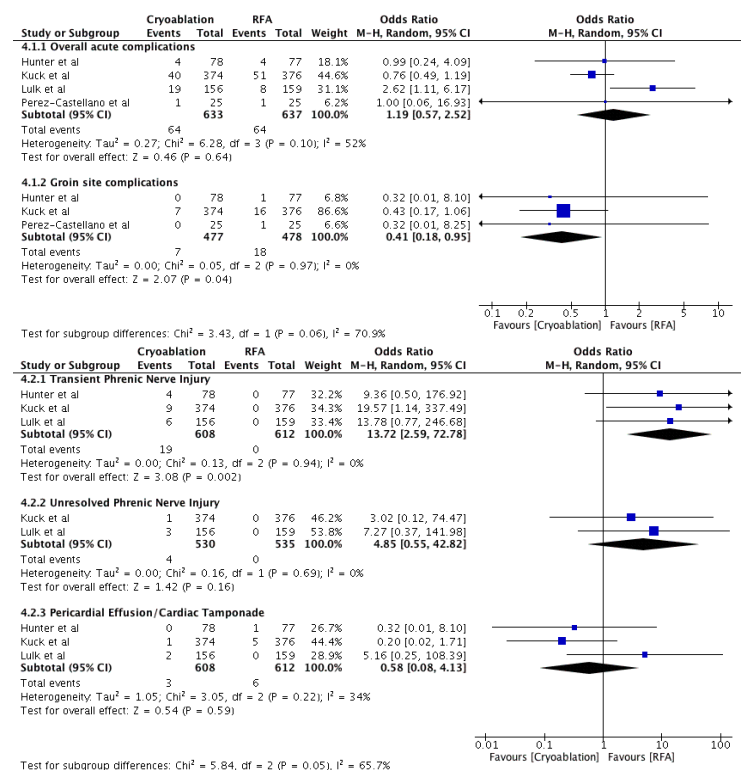 Cryoablation RFA Odds Ratio Odds Ratio
Study or Subgroup Events Total Events Total Weight M-H, Random, 95% CI M-H, Random, 95% CI
4.1.1 Overall acute complications
Hunter et al 4 78 4 77 18.1% 0.99 [0.24, 4.09]
Kuck et al 40 374 51 376 44.6% 0.76 [0.49, 1.19]
Lulk et al 19 156 8 159 31.1% 2.62 [1.11, 6.17]
Perez-Castellano et al 1 25 1 25 6.2% 1.00 [0.06, 16.93]
Subtotal (95% CI) 633 637 100.0% 1.19 [0.57, 2.52]
Total events 64 64
Heterogeneity: Tau² = 0.27; Chi² = 6.28, df = 3 (P = 0.10); I² = 52%
Test for overall effect: Z = 0.46 (P = 0.64)
4.1.2 Groin site complications
Hunter et al 0 78 1 77 6.8% 0.32 [0.01, 8.10]
Kuck et al 7 374 16 376 86.6% 0.43 [0.17, 1.06]
Perez-Castellano et al 0 25 1 25 6.6% 0.32 [0.01, 8.25]
Subtotal (95% CI) 477 478 100.0% 0.41 [0.18, 0.95]
Total events 7 18
Heterogeneity: Tau² = 0.00; Chi² = 0.05, df = 2 (P = 0.97); I² = 0%
Test for overall effect: Z = 2.07 (P = 0.04)
0.1 0.2 0.5 1 2 5 10
Favours [Cryoablation] Favours [RFA]
Test for subgroup differences: Chi² = 3.43, df = 1 (P = 0.06), I² = 70.9%
Cryoablation RFA Odds Ratio Odds Ratio
Study or Subgroup Events Total Events Total Weight M-H, Random, 95% CI M-H, Random, 95% CI
4.2.1 Transient Phrenic Nerve Injury
Hunter et al 4 78 0 77 32.2% 9.36 [0.50, 176.92]
Kuck et al 9 374 0 376 34.3% 19.57 [1.14, 337.49]
Lulk et al 6 156 0 159 33.4% 13.78 [0.77, 246.68]
Subtotal (95% CI) 608 612 100.0% 13.72 [2.59, 72.78]
Total events 19 0
Heterogeneity: Tau² = 0.00; Chi² = 0.13, df = 2 (P = 0.94); I² = 0%
Test for overall effect: Z = 3.08 (P = 0.002)
4.2.2 Unresolved Phrenic Nerve Injury
Kuck et al 1 374 0 376 46.2% 3.02 [0.12, 74.47]
Lulk et al 3 156 0 159 53.8% 7.27 [0.37, 141.98]
Subtotal (95% CI) 530 535 100.0% 4.85 [0.55, 42.82]
Total events 4 0
Heterogeneity: Tau² = 0.00; Chi² = 0.16, df = 1 (P = 0.69); I² = 0%
Test for overall effect: Z = 1.42 (P = 0.16)
4.2.3 Pericardial Effusion/Cardiac Tamponade
Hunter et al 0 78 1 77 26.7% 0.32 [0.01, 8.10]
Kuck et al 1 374 5 376 44.4% 0.20 [0.02, 1.71]
Lulk et al 2 156 0 159 28.9% 5.16 [0.25, 108.39]
Subtotal (95% CI) 608 612 100.0% 0.58 [0.08, 4.13]
Total events 3 6
Heterogeneity: Tau² = 1.05; Chi² = 3.05, df = 2 (P = 0.22); I² = 34%
Test for overall effect: Z = 0.54 (P = 0.59)
0.01 0.1 1 10 100
Favours [Cryoablation] Favours [RFA]
Test for subgroup differences: Chi² = 5.84, df = 2 (P = 0.05), I² = 65.7%